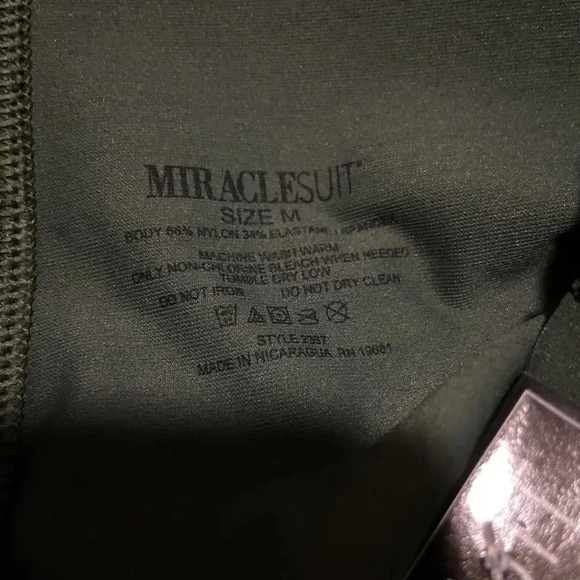 MIRACLESUIT®
SIZE M
BODY 66% NYLON 34% ELASTANE / SPANDEX
MACHINE WASH WARM
ONLY NON-CHLORINE BLEACH WHEN NEEDED
TUMBLE DRY LOW
DO NOT IRON. DO NOT DRY CLEAN
STYLE 2397
MADE IN NICARAGUA RN 19681